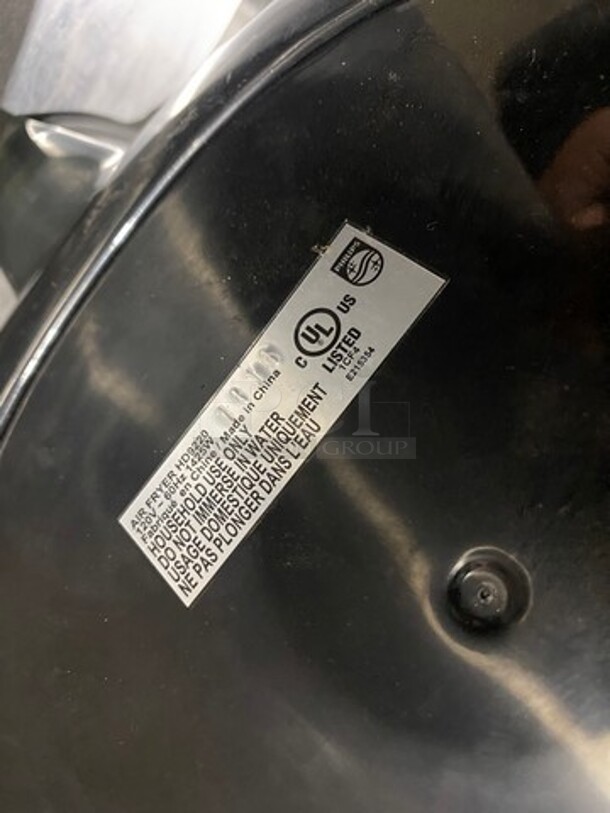 PHILIPS
C UL US
LISTED
1CF4
E215354
AIR FRYER HD9220
120V ~ 60Hz 1425W
Fabriqué en Chine / Made in China
HOUSEHOLD USE ONLY
DO NOT IMMERSE IN WATER
USAGE DOMESTIQUE UNIQUEMENT
NE PAS PLONGER DANS L'EAU
GROUP